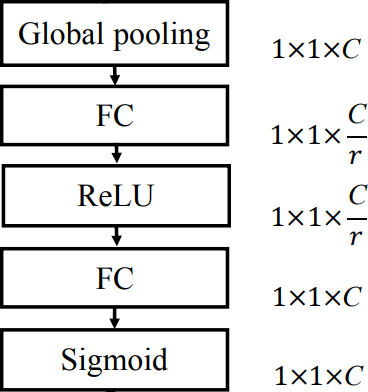 Global pooling 1×1×C
FC 1×1×C/r
ReLU 1×1×C/r
FC 1×1×C
Sigmoid 1×1×C